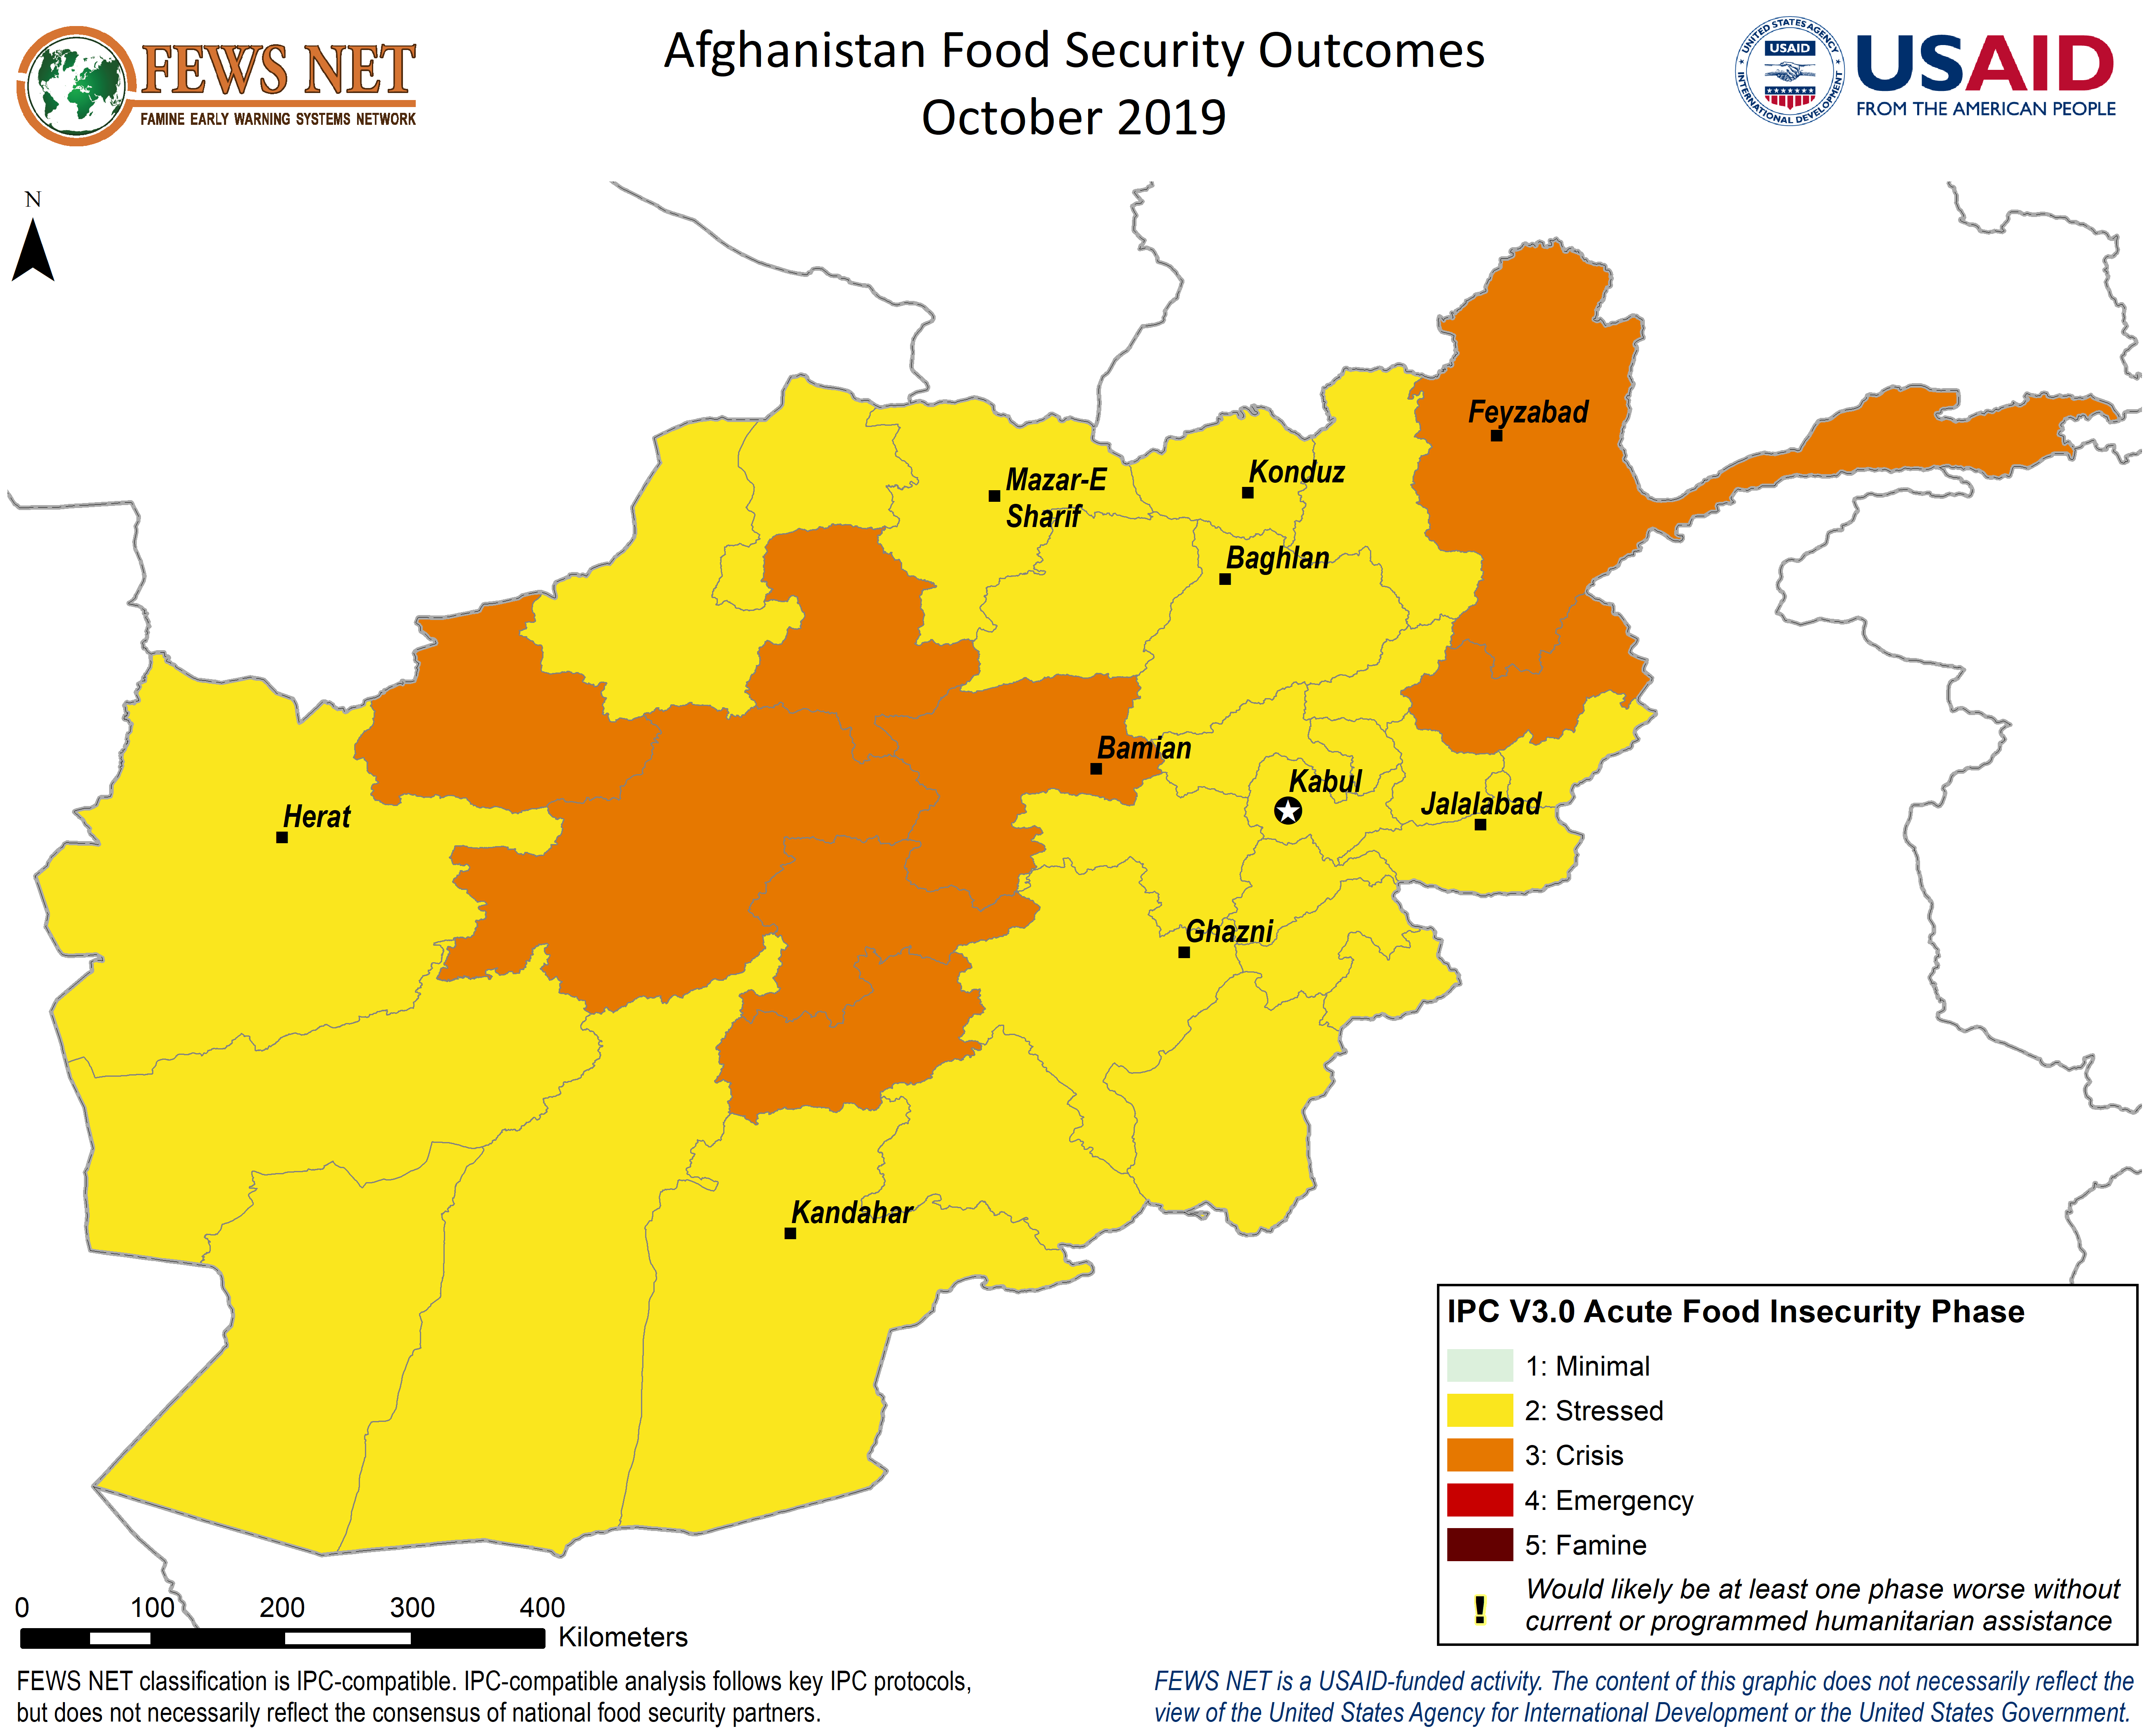 FEWS NET
FAMINE EARLY WARNING SYSTEMS NETWORK
Afghanistan Food Security Outcomes
October 2019
UNITED STATES AGENCY
USAID
INTERNATIONAL DEVELOPMENT
USAID
FROM THE AMERICAN PEOPLE
N
Feyzabad
Mazar-E
Sharif
Konduz
Baghlan
Bamian
Kabul
Herat
Jalalabad
Ghazni
Kandahar
IPC V3.0 Acute Food Insecurity Phase
1: Minimal
2: Stressed
3: Crisis
4: Emergency
5: Famine
! Would likely be at least one phase worse without
current or programmed humanitarian assistance
0 100 200 300 400
Kilometers
FEWS NET classification is IPC-compatible. IPC-compatible analysis follows key IPC protocols,
but does not necessarily reflect the consensus of national food security partners.
FEWS NET is a USAID-funded activity. The content of this graphic does not necessarily reflect the
view of the United States Agency for International Development or the United States Government.